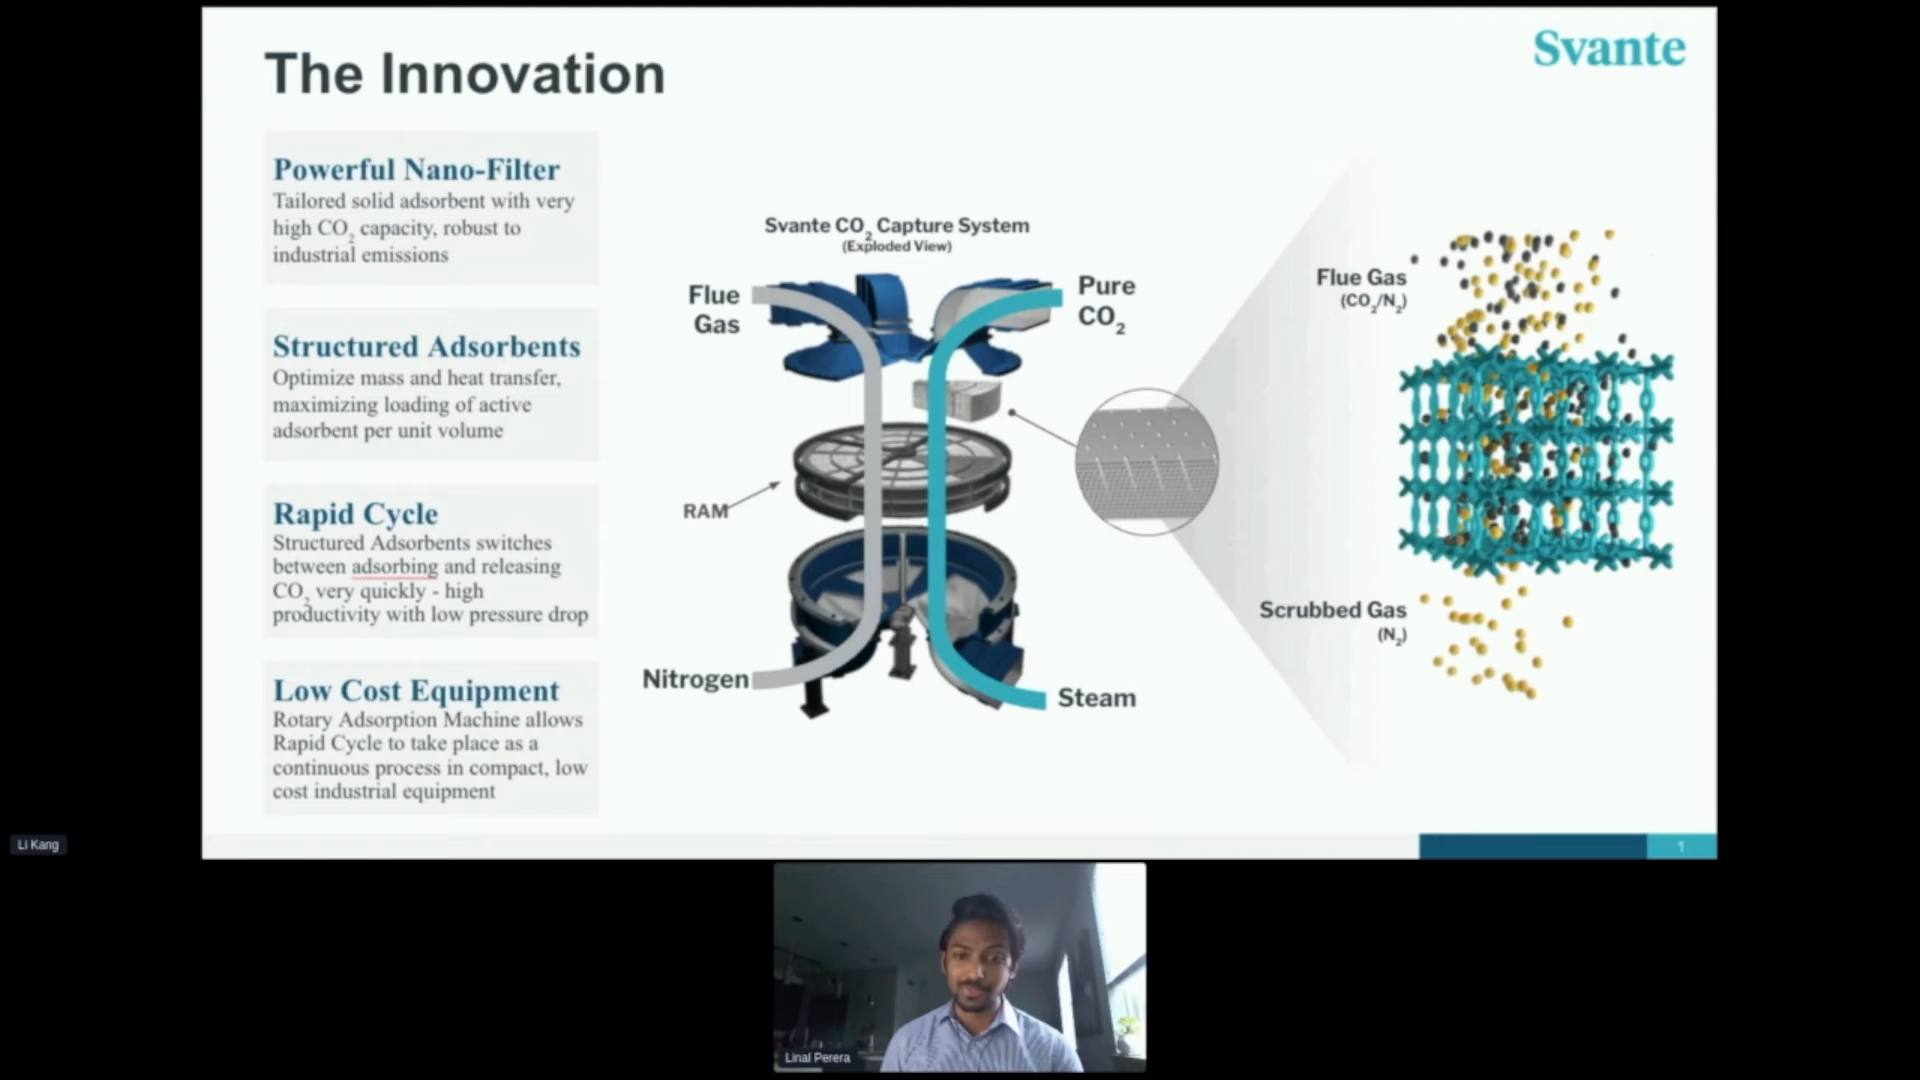 The Innovation
Svante
Powerful Nano-Filter
Tailored solid adsorbent with very
high CO2 capacity, robust to
industrial emissions
Structured Adsorbents
Optimize mass and heat transfer,
maximizing loading of active
adsorbent per unit volume
Rapid Cycle
Structured Adsorbents switches
between adsorbing and releasing
CO2 very quickly - high
productivity with low pressure drop
Low Cost Equipment
Rotary Adsorption Machine allows
Rapid Cycle to take place as a
continuous process in compact, low
cost industrial equipment
Svante CO2 Capture System
(Exploded View)
Flue
Gas
Pure
CO2
RAM
Nitrogen
Steam
Flue Gas
(CO2/N2)
Scrubbed Gas
(N2)
1
Li Kang
Linal Perera